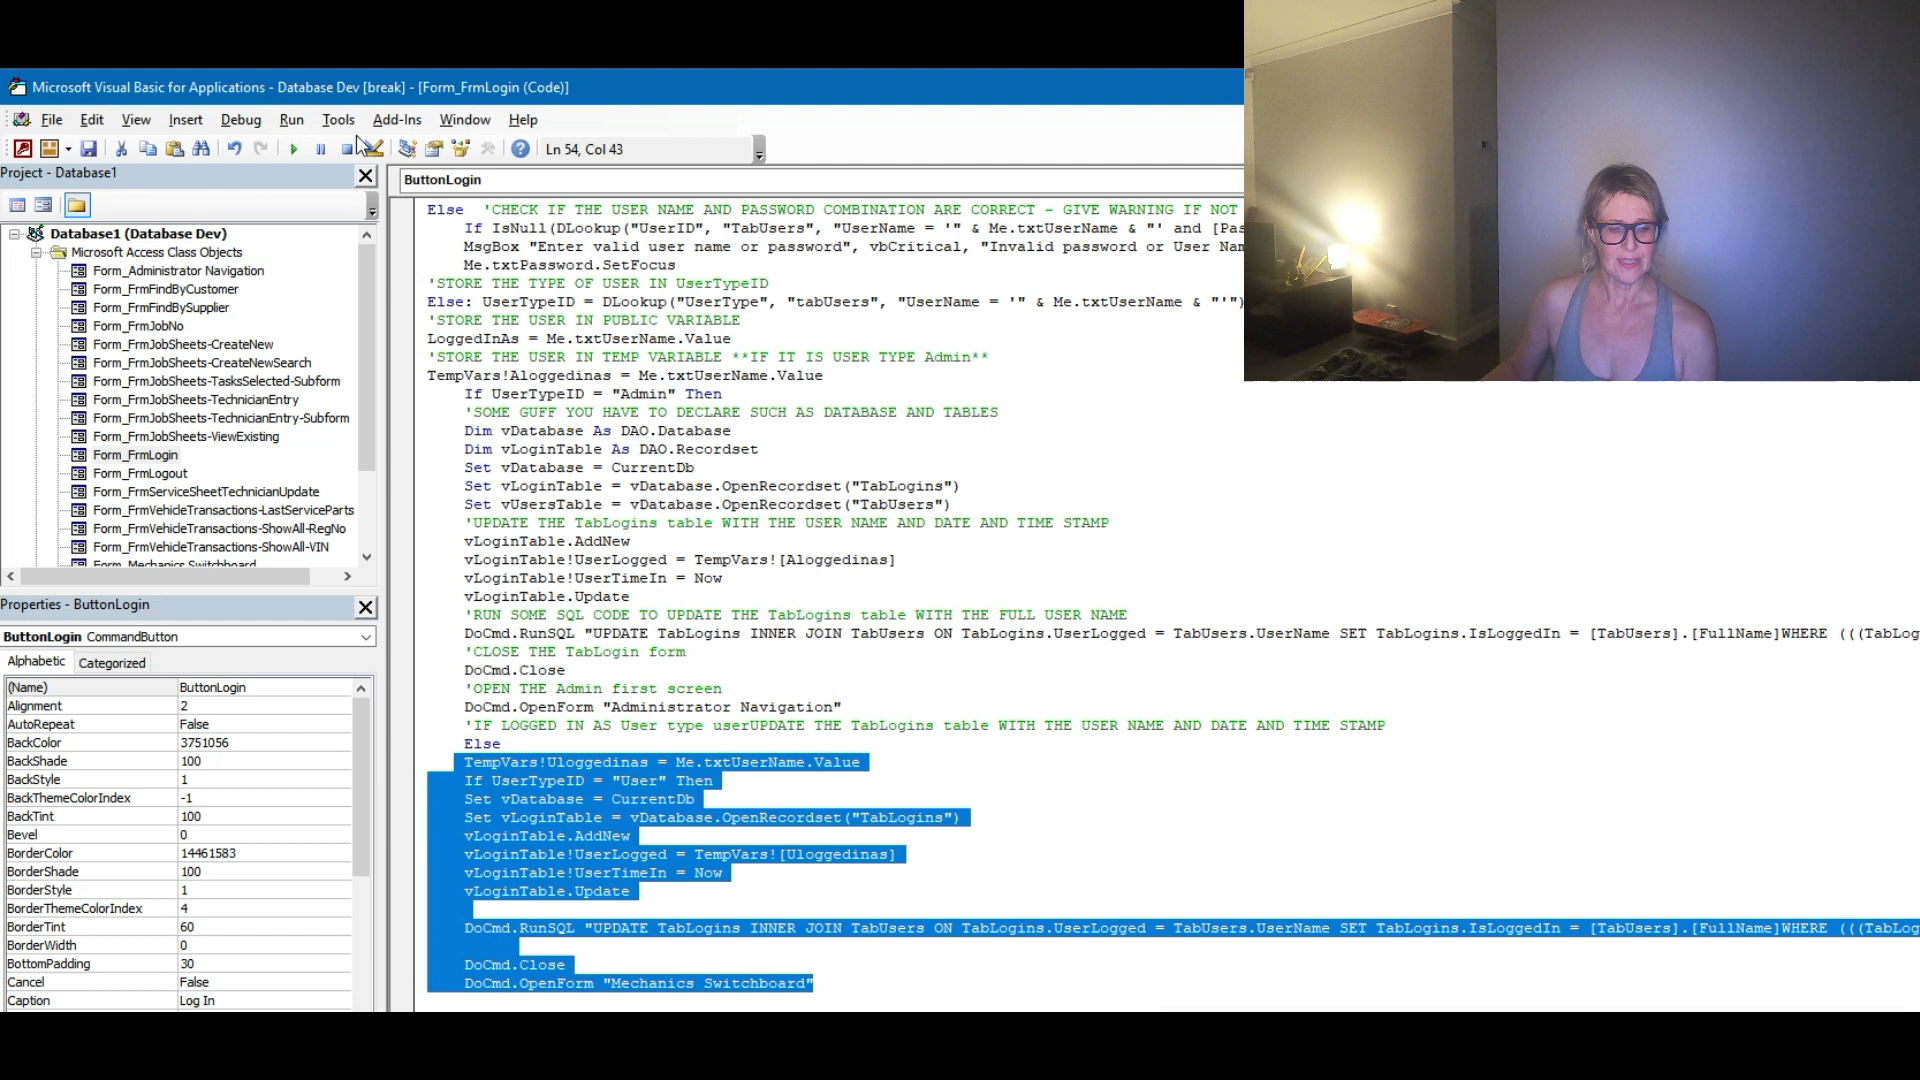 Microsoft Visual Basic for Applications - Database Dev [break] - [Form_FrmLogin (Code)]
File Edit View Insert Debug Run Tools Add-Ins Window Help
Ln 54, Col 43
Project - Database1
Database1 (Database Dev)
Microsoft Access Class Objects
Form_Administrator Navigation
Form_FrmFindByCustomer
Form_FrmFindBySupplier
Form_FrmJobNo
Form_FrmJobSheets-CreateNew
Form_FrmJobSheets-CreateNewSearch
Form_FrmJobSheets-TasksSelected-Subform
Form_FrmJobSheets-TechnicianEntry
Form_FrmJobSheets-TechnicianEntry-Subform
Form_FrmJobSheets-ViewExisting
Form_FrmLogin
Form_FrmLogout
Form_FrmServiceSheetTechnicianUpdate
Form_FrmVehicleTransactions-LastServiceParts
Form_FrmVehicleTransactions-ShowAll-RegNo
Form_FrmVehicleTransactions-ShowAll-VIN
Form_Mechanics Switchboard
Properties - ButtonLogin
ButtonLogin CommandButton
Alphabetic Categorized
(Name) ButtonLogin
Alignment 2
AutoRepeat False
BackColor 3751056
BackShade 100
BackStyle 1
BackThemeColorIndex -1
BackTint 100
Bevel 0
BorderColor 14461583
BorderShade 100
BorderStyle 1
BorderThemeColorIndex 4
BorderTint 60
BorderWidth 0
BottomPadding 30
Cancel False
Caption Log In
ButtonLogin
Else 'CHECK IF THE USER NAME AND PASSWORD COMBINATION ARE CORRECT - GIVE WARNING IF NOT
If IsNull(DLookup("UserID", "TabUsers", "UserName = '" & Me.txtUserName & "' and [Pas
MsgBox "Enter valid user name or password", vbCritical, "Invalid password or User Nam
Me.txtPassword.SetFocus
'STORE THE TYPE OF USER IN UserTypeID
Else: UserTypeID = DLookup("UserType", "tabUsers", "UserName = '" & Me.txtUserName & "'")
'STORE THE USER IN PUBLIC VARIABLE
LoggedInAs = Me.txtUserName.Value
'STORE THE USER IN TEMP VARIABLE **IF IT IS USER TYPE Admin**
TempVars!Aloggedinas = Me.txtUserName.Value
If UserTypeID = "Admin" Then
'SOME GUFF YOU HAVE TO DECLARE SUCH AS DATABASE AND TABLES
Dim vDatabase As DAO.Database
Dim vLoginTable As DAO.Recordset
Set vDatabase = CurrentDb
Set vLoginTable = vDatabase.OpenRecordset("TabLogins")
Set vUsersTable = vDatabase.OpenRecordset("TabUsers")
'UPDATE THE TabLogins table WITH THE USER NAME AND DATE AND TIME STAMP
vLoginTable.AddNew
vLoginTable!UserLogged = TempVars![Aloggedinas]
vLoginTable!UserTimeIn = Now
vLoginTable.Update
'RUN SOME SQL CODE TO UPDATE THE TabLogins table WITH THE FULL USER NAME
DoCmd.RunSQL "UPDATE TabLogins INNER JOIN TabUsers ON TabLogins.UserLogged = TabUsers.UserName SET TabLogins.IsLoggedIn = [TabUsers].[FullName]WHERE (((TabLog
'CLOSE THE TabLogin form
DoCmd.Close
'OPEN THE Admin first screen
DoCmd.OpenForm "Administrator Navigation"
'IF LOGGED IN AS User type userUPDATE THE TabLogins table WITH THE USER NAME AND DATE AND TIME STAMP
Else
TempVars!Uloggedinas = Me.txtUserName.Value
If UserTypeID = "User" Then
Set vDatabase = CurrentDb
Set vLoginTable = vDatabase.OpenRecordset("TabLogins")
vLoginTable.AddNew
vLoginTable!UserLogged = TempVars![Uloggedinas]
vLoginTable!UserTimeIn = Now
vLoginTable.Update
DoCmd.RunSQL "UPDATE TabLogins INNER JOIN TabUsers ON TabLogins.UserLogged = TabUsers.UserName SET TabLogins.IsLoggedIn = [TabUsers].[FullName]WHERE (((TabLog
DoCmd.Close
DoCmd.OpenForm "Mechanics Switchboard"